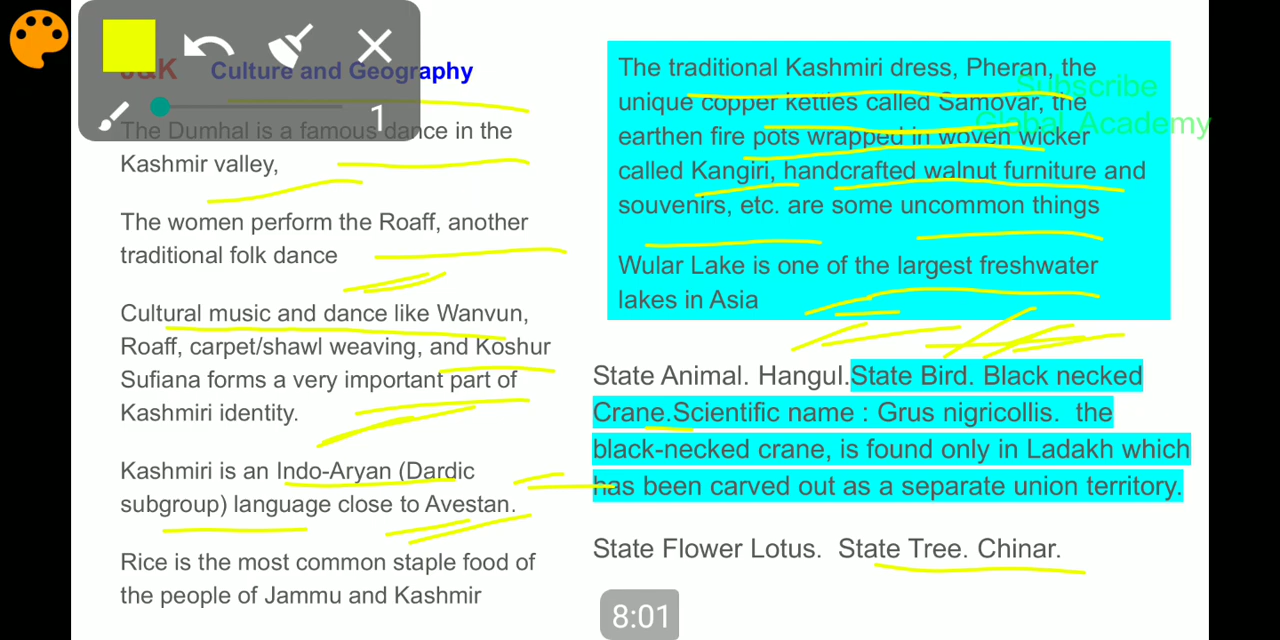 J&K Culture and Geography
1
The Dumhal is a famous dance in the
Kashmir valley,
The women perform the Roaff, another
traditional folk dance
Cultural music and dance like Wanvun,
Roaff, carpet/shawl weaving, and Koshur
Sufiana forms a very important part of
Kashmiri identity.
Kashmiri is an Indo-Aryan (Dardic
subgroup) language close to Avestan.
Rice is the most common staple food of
the people of Jammu and Kashmir
The traditional Kashmiri dress, Pheran, the
unique copper kettles called Samovar, the
earthen fire pots wrapped in woven wicker
called Kangiri, handcrafted walnut furniture and
souvenirs, etc. are some uncommon things
Wular Lake is one of the largest freshwater
lakes in Asia
Subscribe
Global Academy
State Animal. Hangul.State Bird. Black necked
Crane.Scientific name : Grus nigricollis. the
black-necked crane, is found only in Ladakh which
has been carved out as a separate union territory.
State Flower Lotus. State Tree. Chinar.
8:01